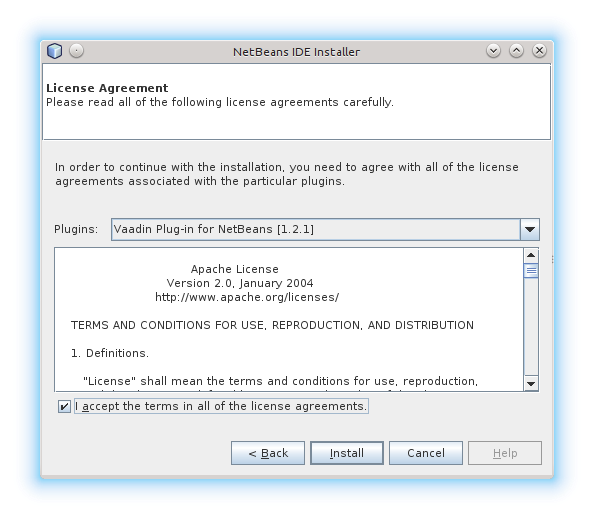 NetBeans IDE Installer
License Agreement
Please read all of the following license agreements carefully.
In order to continue with the installation, you need to agree with all of the license
agreements associated with the particular plugins.
Plugins: Vaadin Plug-in for NetBeans [1.2.1]
Apache License
Version 2.0, January 2004
http://www.apache.org/licenses/
TERMS AND CONDITIONS FOR USE, REPRODUCTION, AND DISTRIBUTION
1. Definitions.
"License" shall mean the terms and conditions for use, reproduction,
I accept the terms in all of the license agreements.
< Back Install Cancel Help